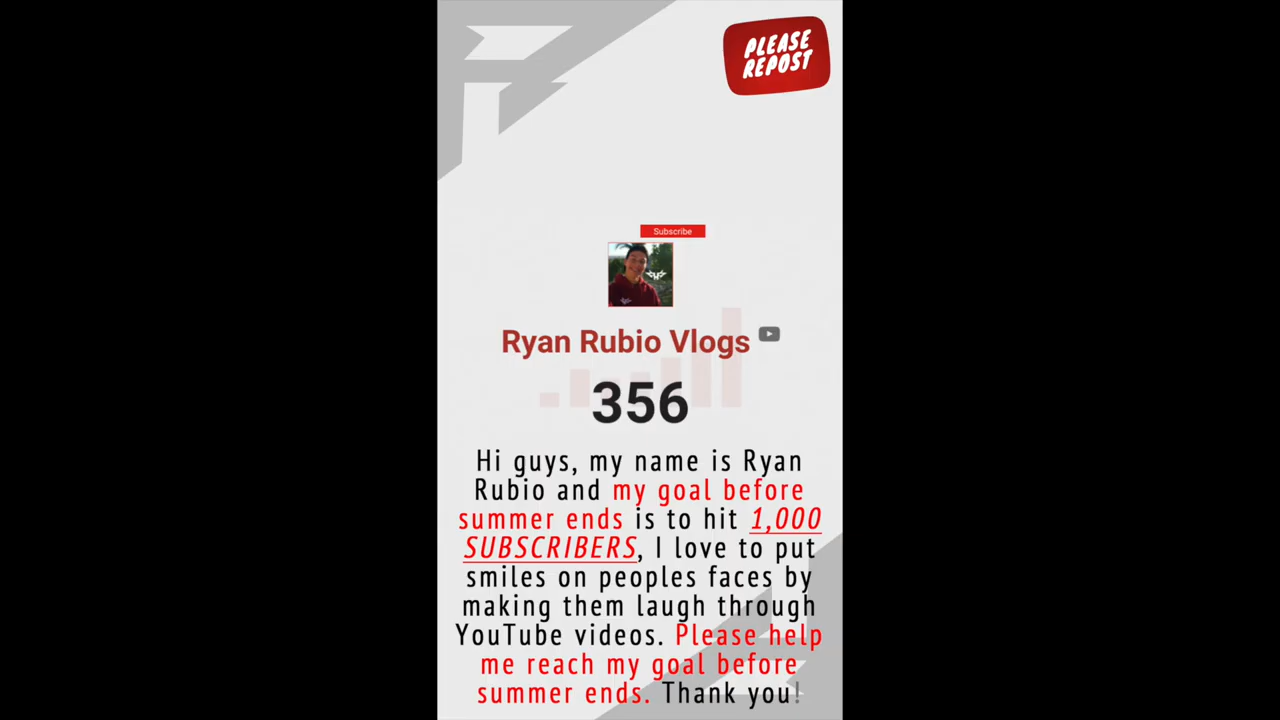 PLEASE
REPOST
Subscribe
Ryan Rubio Vlogs
356
Hi guys, my name is Ryan
Rubio and my goal before
summer ends is to hit 1,000
SUBSCRIBERS, I love to put
smiles on peoples faces by
making them laugh through
YouTube videos. Please help
me reach my goal before
summer ends. Thank you!